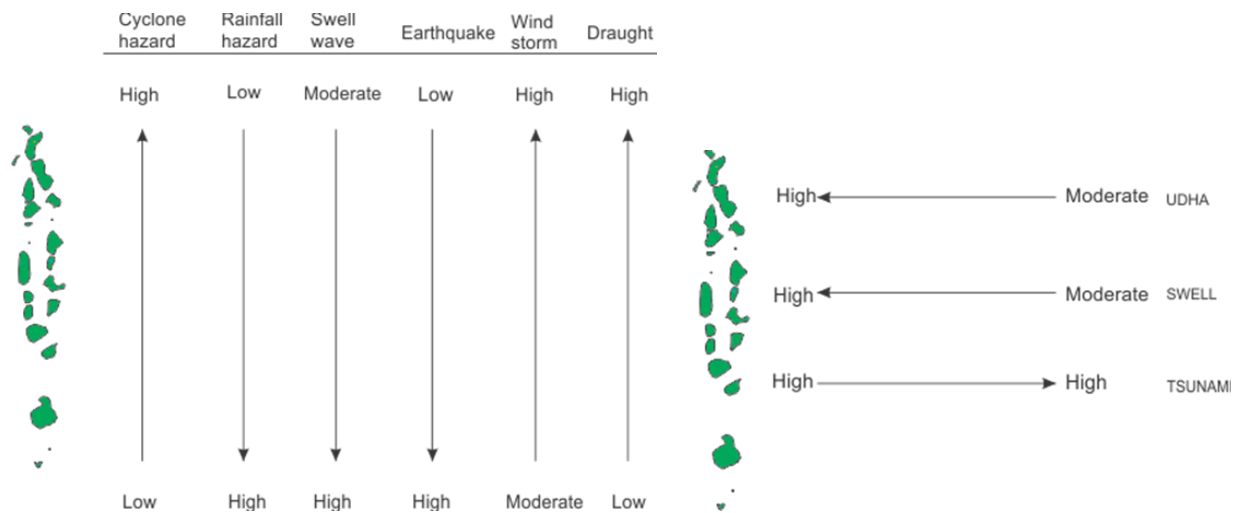 Cyclone hazard
Rainfall hazard
Swell wave
Earthquake
Wind storm
Draught
High Low Moderate Low High High
Low High High High Moderate Low
High Moderate UDHA
High Moderate SWELL
High High TSUNAMI